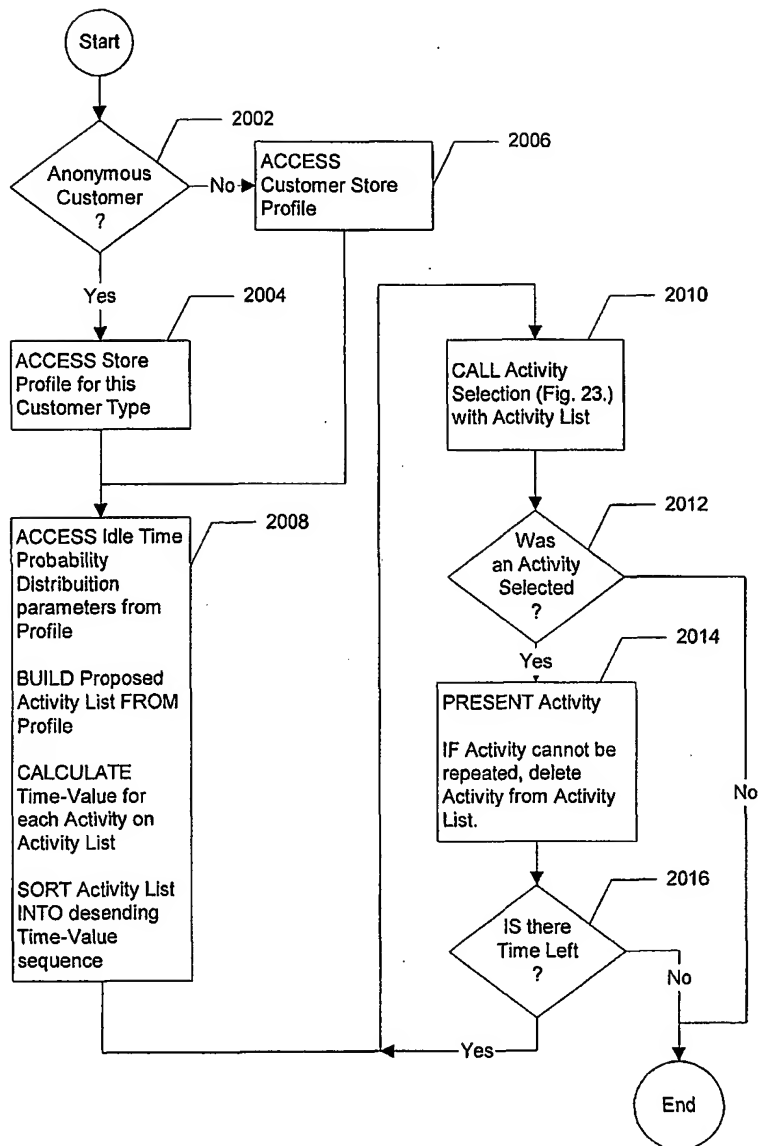 Start
2002
Anonymous
Customer
?
No
2006
ACCESS
Customer Store
Profile
Yes
2004
ACCESS Store
Profile for this
Customer Type
2008
ACCESS Idle Time
Probability
Distribuition
parameters from
Profile
BUILD Proposed
Activity List FROM
Profile
CALCULATE
Time-Value for
each Activity on
Activity List
SORT Activity List
INTO desending
Time-Value
sequence
2010
CALL Activity
Selection (Fig. 23.)
with Activity List
2012
Was
an Activity
Selected
?
Yes
No
2014
PRESENT Activity
IF Activity cannot be
repeated, delete
Activity from Activity
List.
2016
IS there
Time Left
?
No
Yes
End